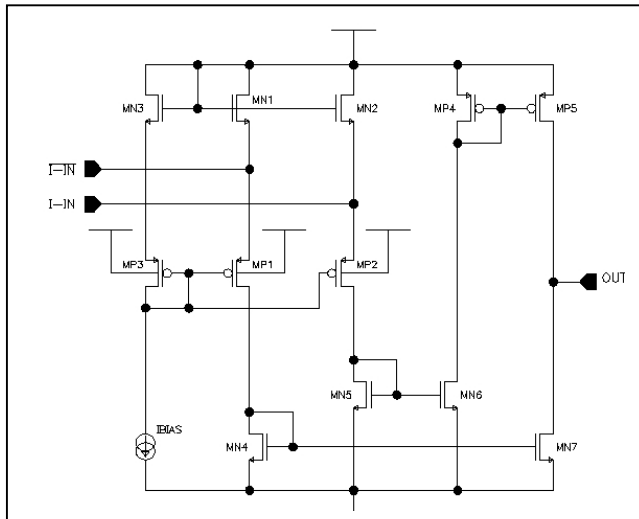 MN3 MN1 MN2 MP4 MP5
I-IN
I-IN
MP3 MP1 MP2
OUT
MN5 MN6
IBIAS
MN4 MN7